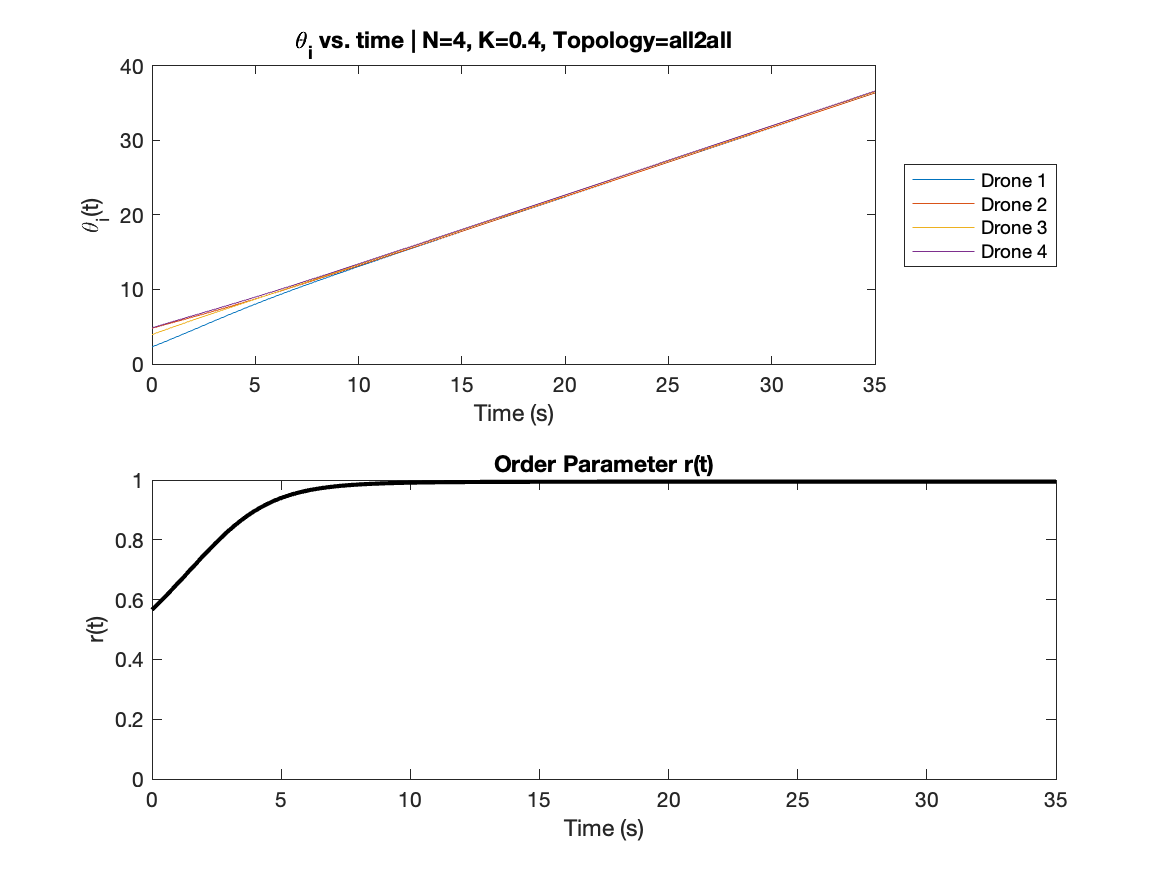 θi vs. time | N=4, K=0.4, Topology=all2all
40
30
20
10
0
θi(t)
0 5 10 15 20 25 30 35
Time (s)
Drone 1
Drone 2
Drone 3
Drone 4
Order Parameter r(t)
1
0.8
0.6
0.4
0.2
0
r(t)
0 5 10 15 20 25 30 35
Time (s)